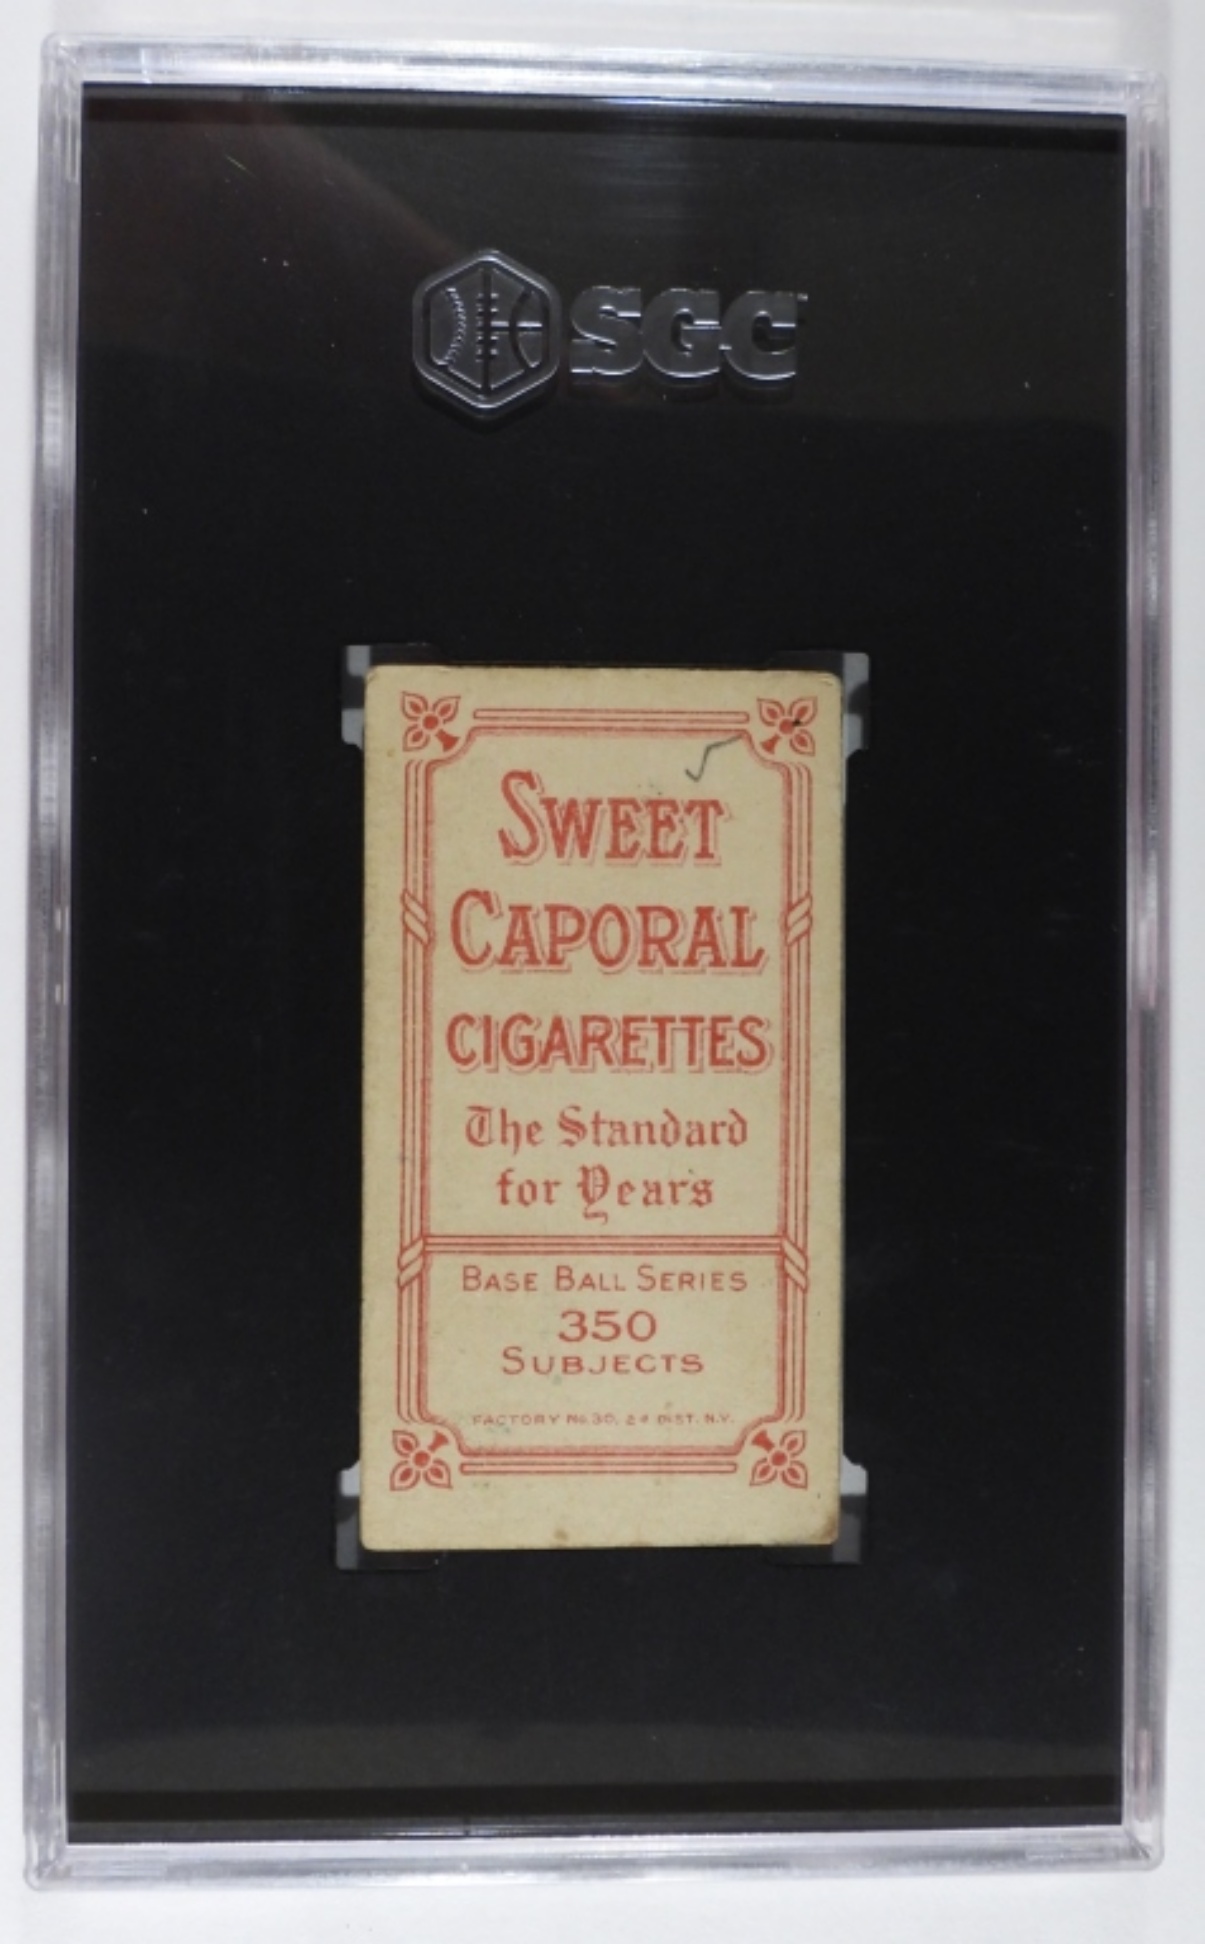 SGC
SWEET
CAPORAL
CIGARETTES
The Standard
for Years
BASE BALL SERIES
350
SUBJECTS
FACTORY No. 30, 2d DIST. N.Y.